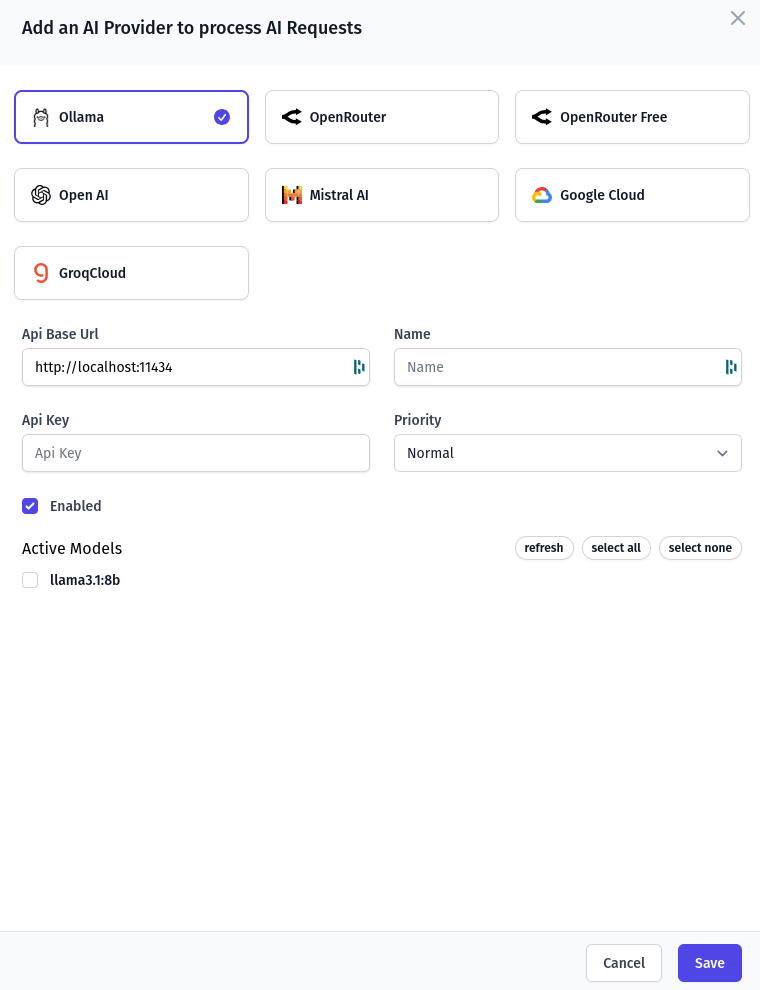 Add an AI Provider to process AI Requests
Ollama
OpenRouter
OpenRouter Free
Open AI
Mistral AI
Google Cloud
GroqCloud
Api Base Url
Name
http://localhost:11434
Name
Api Key
Priority
Api Key
Normal
Enabled
Active Models
refresh
select all
select none
llama3.1:8b
Cancel
Save